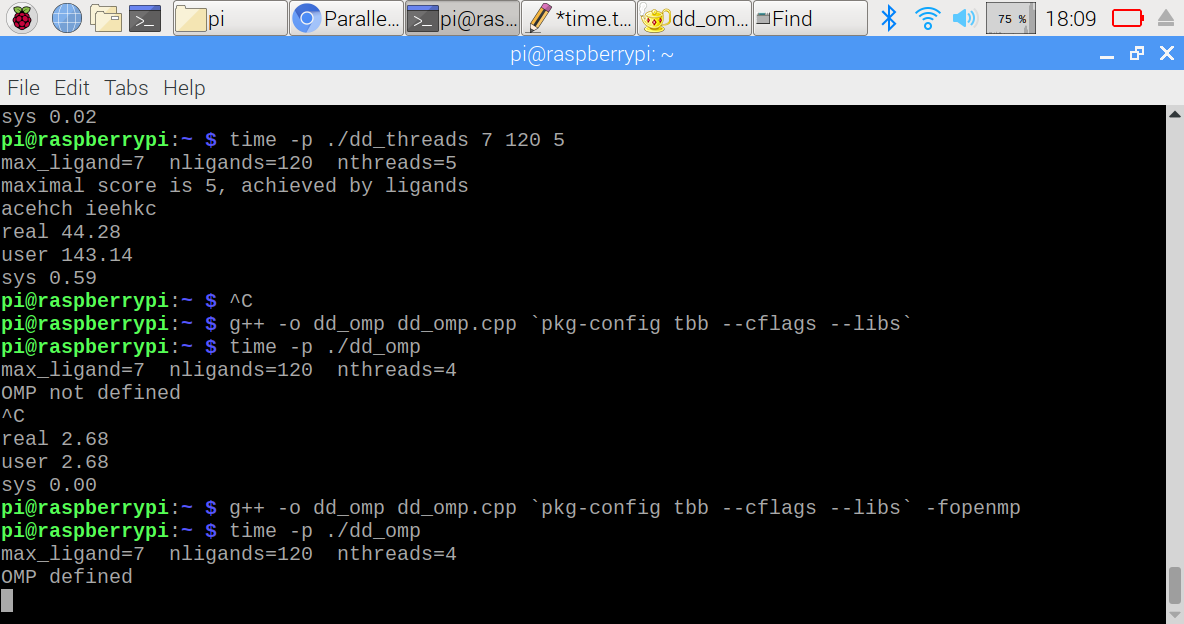 pi
Paralle...
pi@ras...
*time.t...
dd_om...
Find
75 %
18:09
pi@raspberrypi: ~
File Edit Tabs Help
sys 0.02
pi@raspberrypi:~ $ time -p ./dd_threads 7 120 5
max_ligand=7  nligands=120  nthreads=5
maximal score is 5, achieved by ligands
acehch ieehkc
real 44.28
user 143.14
sys 0.59
pi@raspberrypi:~ $ ^C
pi@raspberrypi:~ $ g++ -o dd_omp dd_omp.cpp `pkg-config tbb --cflags --libs`
pi@raspberrypi:~ $ time -p ./dd_omp
max_ligand=7  nligands=120  nthreads=4
OMP not defined
^C
real 2.68
user 2.68
sys 0.00
pi@raspberrypi:~ $ g++ -o dd_omp dd_omp.cpp `pkg-config tbb --cflags --libs` -fopenmp
pi@raspberrypi:~ $ time -p ./dd_omp
max_ligand=7  nligands=120  nthreads=4
OMP defined